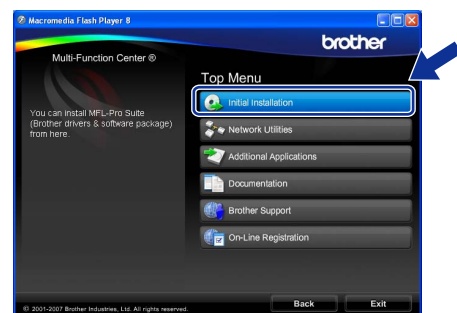 Macromedia Flash Player 8
brother
Multi-Function Center ®
Top Menu
Initial Installation
You can install MFL-Pro Suite
(Brother drivers & software package)
from here.
Network Utilities
Additional Applications
Documentation
Brother Support
On-Line Registration
© 2001-2007 Brother Industries, Ltd. All rights reserved.
Back
Exit